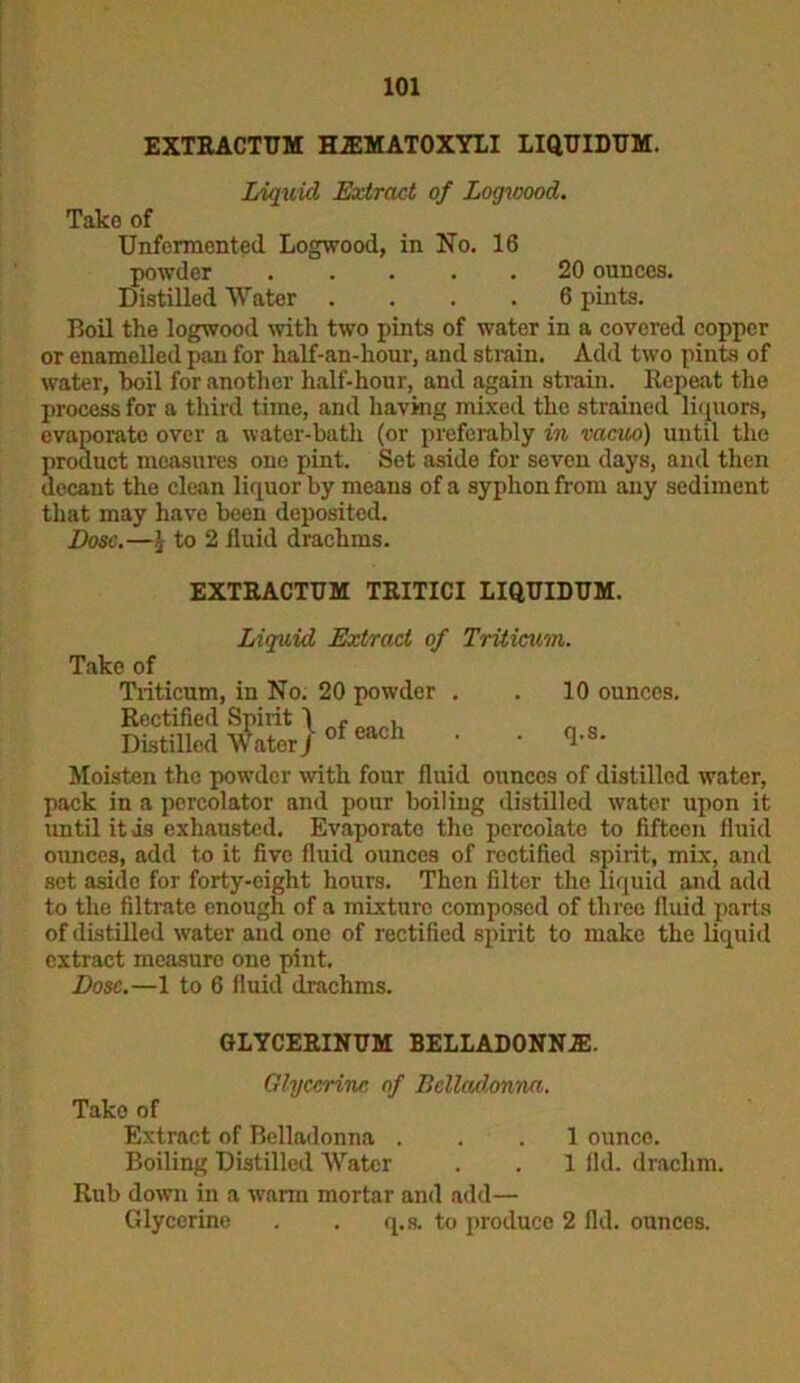 101
EXTRACTUM HÆMATOXYLI LIQUIDUM.
Liquid Extract of Logwood.
Take of
Unfermented Logwood, in No. 16
powder . . . . . 20 ounces.
Distilled Water . . . . 6 pints.
Boil the logwood with two pints of water in a covered copper
or enamelled pan for half-an-hour, and strain. Add two pints of
water, boil for another half-hour, and again strain. Repeat the
process for a third time, and having mixed the strained liquors,
evaporate over a water-bath (or preferably in vacuo) until the
product measures one pint. Set aside for seven days, and then
decant the clean liquor by means of a syphon from any sediment
that may have been deposited.
Dose.—½ to 2 fluid drachms.
EXTRACTUM TRITICI LIQUIDUM.
Liquid Extract of Triticum.
Take of
Triticum, in No. 20 powder . . 10 ounces.
Rectified Spirit }
Distilled Water } of each . . q.s.
Moisten the powder with four fluid ounces of distilled water,
pack in a percolator and pour boiling distilled water upon it
until it is exhausted. Evaporate the percolate to fifteen fluid
ounces, add to it five fluid ounces of rectified spirit, mix, and
set aside for forty-eight hours. Then filter the liquid and add
to the filtrate enough of a mixture composed of three fluid parts
of distilled water and one of rectified spirit to make the liquid
extract measure one pint.
Dose.—1 to 6 fluid drachms.
GLYCERINUM BELLADONNÆ.
Glycerine of Belladonna.
Take of
Extract of Belladonna . . . 1 ounce.
Boiling Distilled Water . . 1 fld. drachm.
Rub down in a warm mortar and add—
Glycerine . . q.s. to produce 2 fld. ounces.